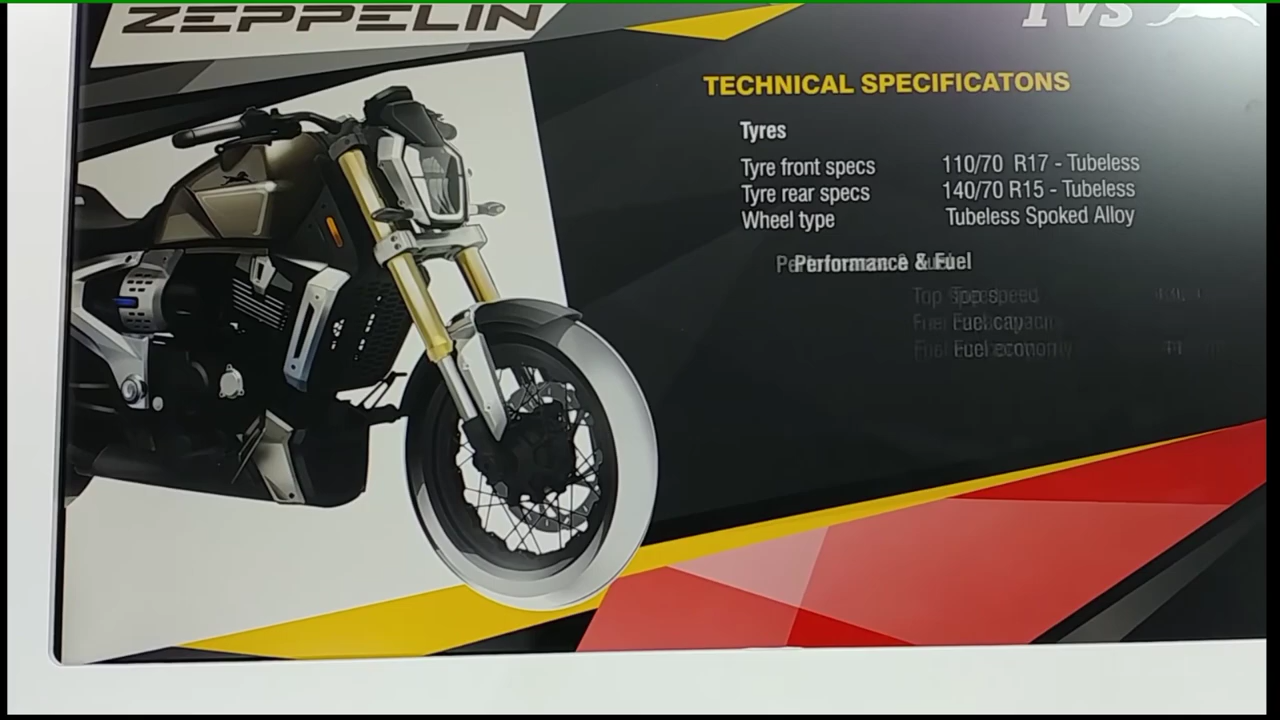 ZEPPELIN
TVS
TECHNICAL SPECIFICATONS
Tyres
Tyre front specs 110/70 R17 - Tubeless
Tyre rear specs 140/70 R15 - Tubeless
Wheel type Tubeless Spoked Alloy
Performance & Fuel
Top speed
Fuel capacity
Fuel economy